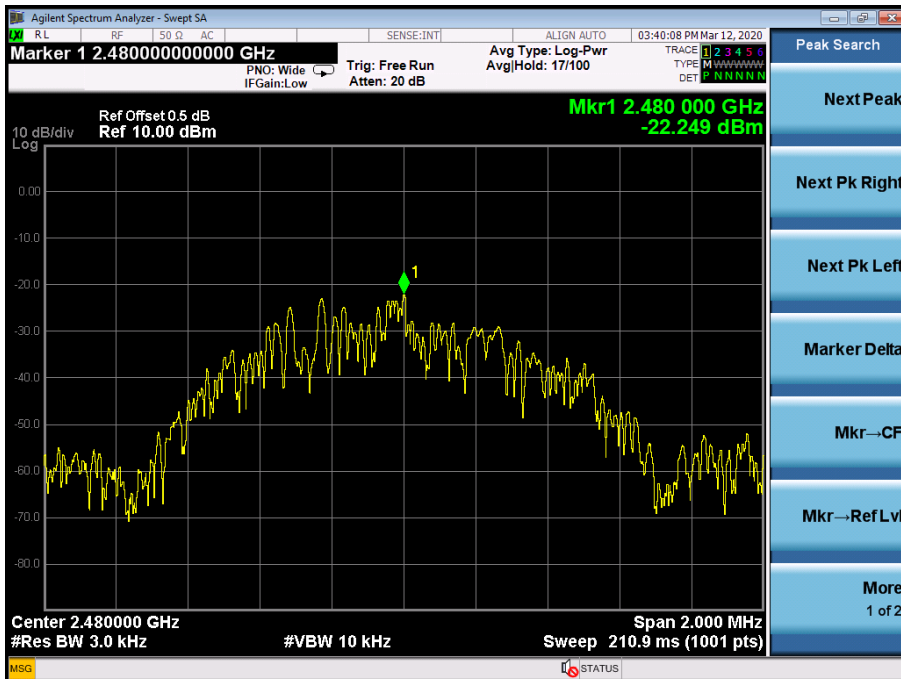 Agilent Spectrum Analyzer - Swept SA
LXI RL RF 50 Ω AC SENSE:INT ALIGN AUTO 03:40:08 PM Mar 12, 2020
Marker 1 2.480000000000 GHz
PNO: Wide
IFGain:Low
Trig: Free Run
Atten: 20 dB
Avg Type: Log-Pwr
Avg|Hold: 17/100
TRACE 1 2 3 4 5 6
TYPE M W W W W W
DET P N N N N N
Peak Search
Next Peak
Next Pk Right
Next Pk Left
Marker Delta
Mkr→CF
Mkr→Ref Lvl
More
1 of 2
Mkr1 2.480 000 GHz
-22.249 dBm
Ref Offset 0.5 dB
10 dB/div Ref 10.00 dBm
Log
0.00
-10.0
-20.0
-30.0
-40.0
-50.0
-60.0
-70.0
-80.0
1
Center 2.480000 GHz Span 2.000 MHz
#Res BW 3.0 kHz #VBW 10 kHz Sweep 210.9 ms (1001 pts)
MSG STATUS